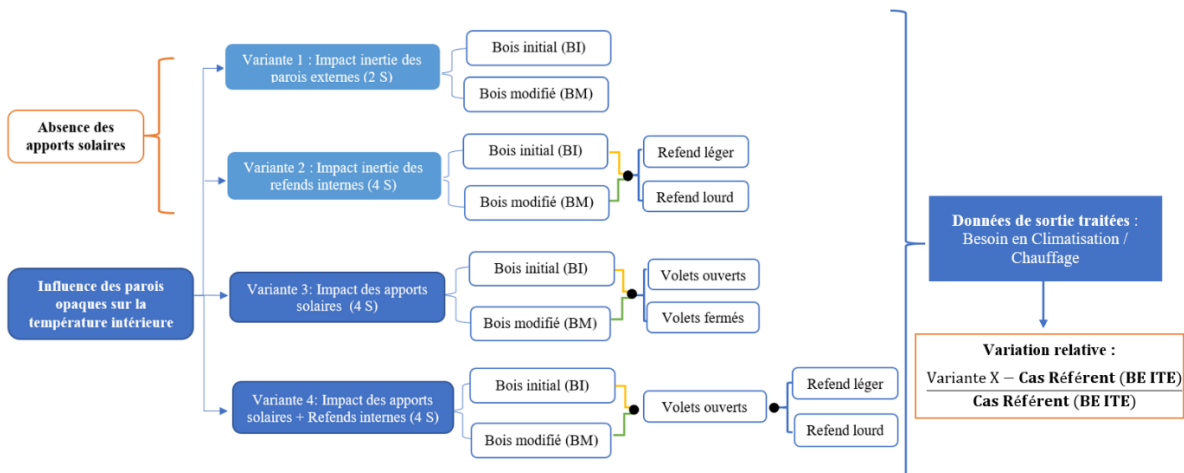 Absence des
apports solaires
Influence des parois
opaques sur la
température intérieure
Variante 1 : Impact inertie des
parois externes (2 S)
Bois initial (BI)
Bois modifié (BM)
Variante 2 : Impact inertie des
refends internes (4 S)
Bois initial (BI)
Bois modifié (BM)
Refend léger
Refend lourd
Variante 3: Impact des apports
solaires (4 S)
Bois initial (BI)
Bois modifié (BM)
Volets ouverts
Volets fermés
Variante 4: Impact des apports
solaires + Refends internes (4 S)
Bois initial (BI)
Bois modifié (BM)
Volets ouverts
Refend léger
Refend lourd
Données de sortie traitées :
Besoin en Climatisation /
Chauffage
Variation relative :
Variante X – Cas Référent (BE ITE)
Cas Référent (BE ITE)